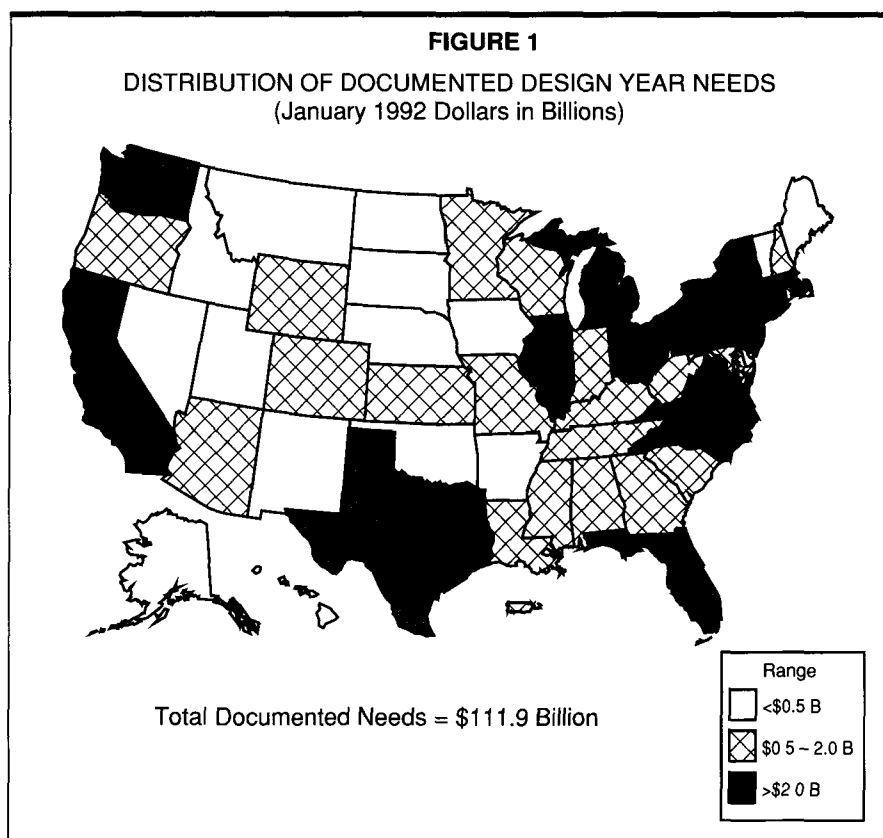 FIGURE 1
DISTRIBUTION OF DOCUMENTED DESIGN YEAR NEEDS
(January 1992 Dollars in Billions)
Total Documented Needs = $111.9 Billion
Range
<$0.5 B
$0 5 – 2.0 B
>$2 0 B